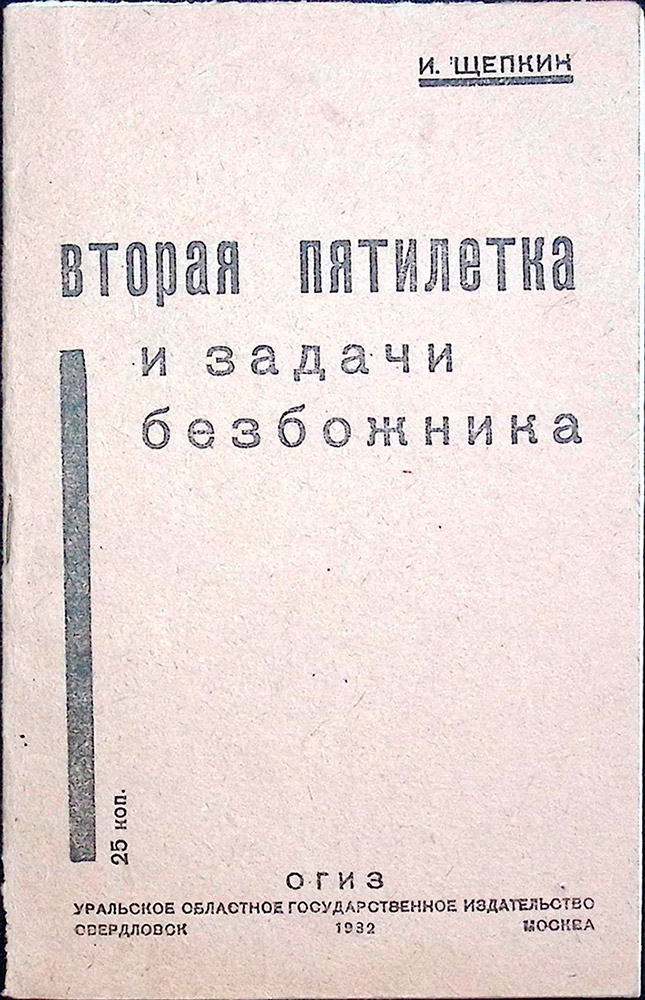 И. ЩЕПКИН
вторая пятилетка
и задачи
безбожника
25 коп.
ОГИЗ
УРАЛЬСКОЕ ОБЛАСТНОЕ ГОСУДАРСТВЕННОЕ ИЗДАТЕЛЬСТВО
СВЕРДЛОВСК 1932 МОСКВА